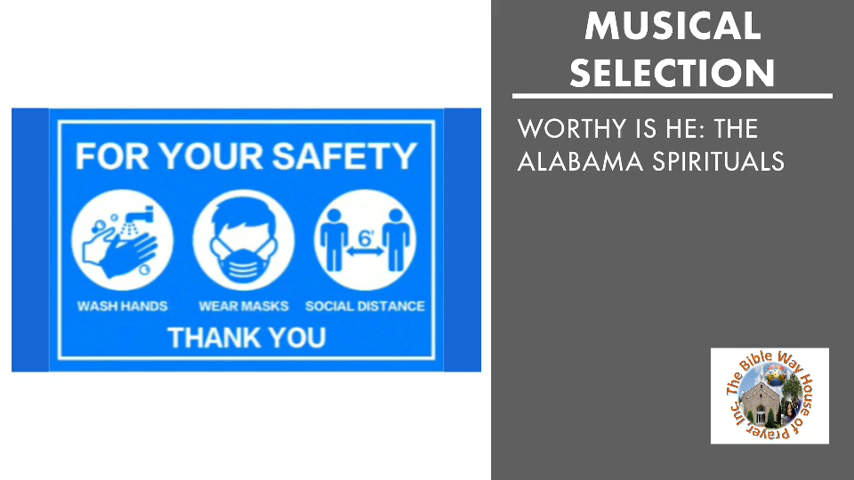 MUSICAL
SELECTION
WORTHY IS HE: THE
ALABAMA SPIRITUALS
FOR YOUR SAFETY
6'
WASH HANDS
WEAR MASKS
SOCIAL DISTANCE
THANK YOU
The Bible Way House of Prayer, Inc.